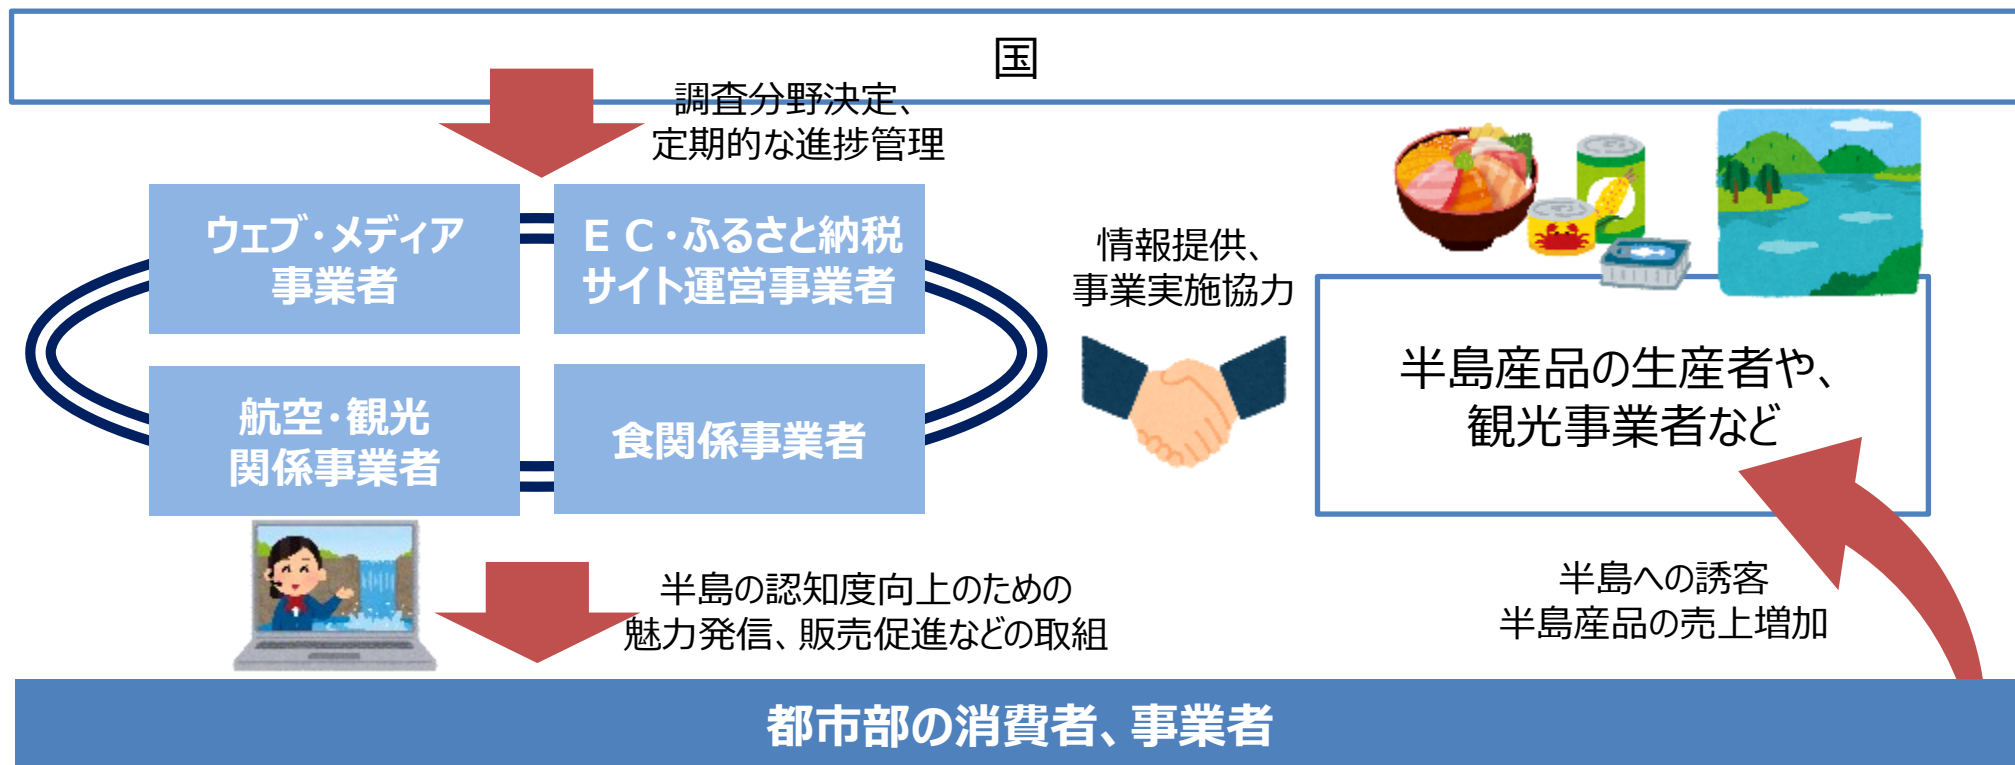 国
調査分野決定、
定期的な進捗管理
ウェブ・メディア
事業者
ＥＣ・ふるさと納税
サイト運営事業者
航空・観光
関係事業者
食関係事業者
情報提供、
事業実施協力
半島産品の生産者や、
観光事業者など
半島の認知度向上のための
魅力発信、販売促進などの取組
半島への誘客
半島産品の売上増加
都市部の消費者、事業者